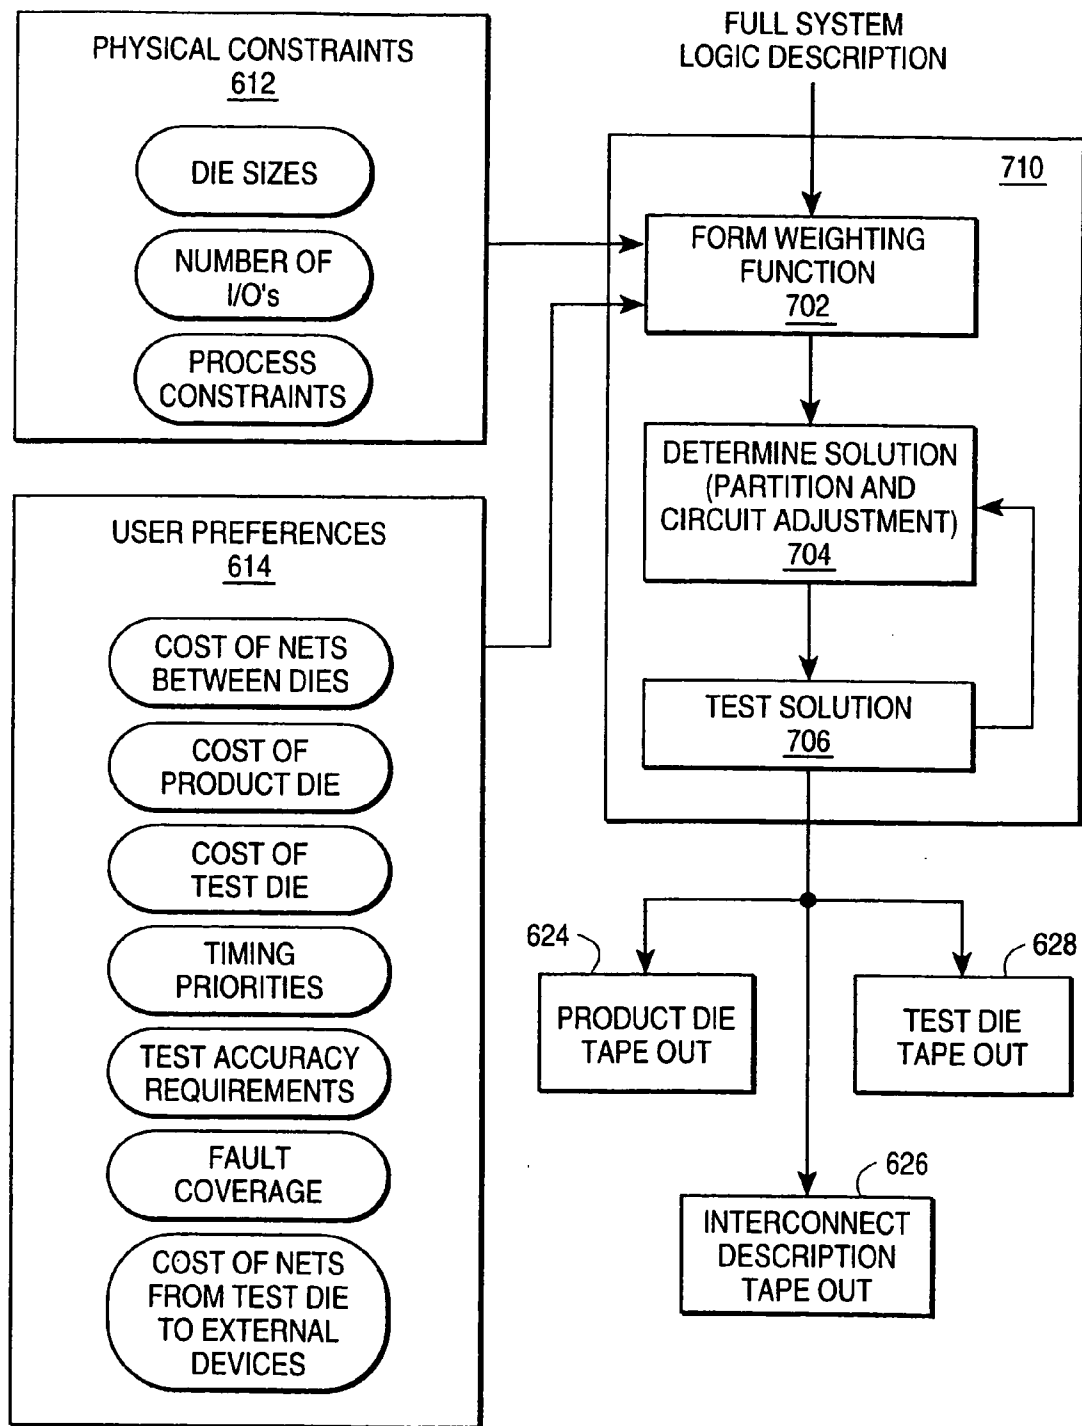 PHYSICAL CONSTRAINTS
612
DIE SIZES
NUMBER OF
I/O's
PROCESS
CONSTRAINTS
USER PREFERENCES
614
COST OF NETS
BETWEEN DIES
COST OF
PRODUCT DIE
COST OF
TEST DIE
TIMING
PRIORITIES
TEST ACCURACY
REQUIREMENTS
FAULT
COVERAGE
COST OF NETS
FROM TEST DIE
TO EXTERNAL
DEVICES
FULL SYSTEM
LOGIC DESCRIPTION
710
FORM WEIGHTING
FUNCTION
702
DETERMINE SOLUTION
(PARTITION AND
CIRCUIT ADJUSTMENT)
704
TEST SOLUTION
706
624
PRODUCT DIE
TAPE OUT
628
TEST DIE
TAPE OUT
626
INTERCONNECT
DESCRIPTION
TAPE OUT